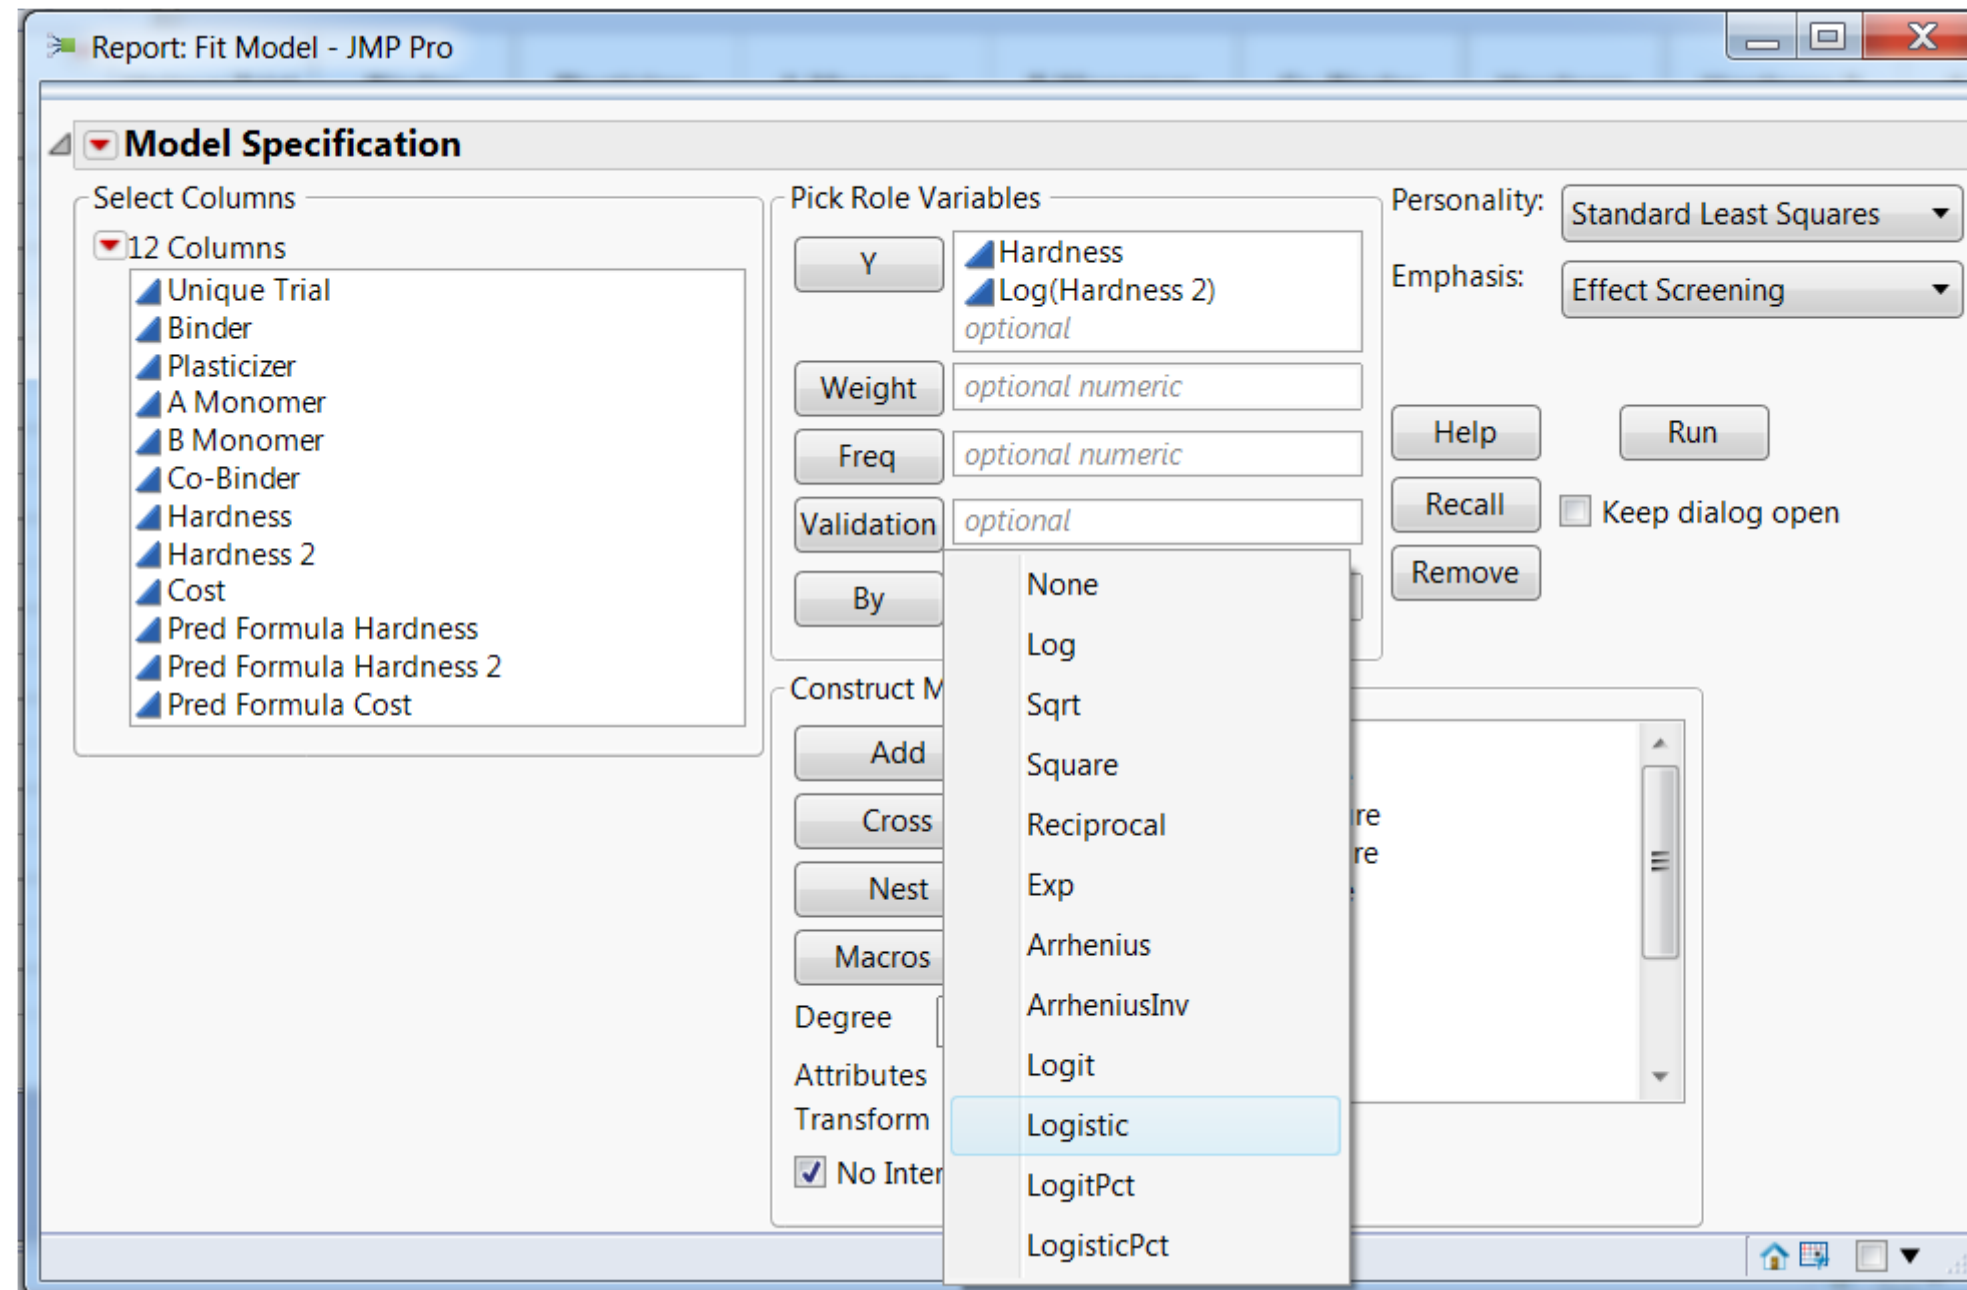 Report: Fit Model - JMP Pro
Model Specification
Select Columns
12 Columns
Unique Trial
Binder
Plasticizer
A Monomer
B Monomer
Co-Binder
Hardness
Hardness 2
Cost
Pred Formula Hardness
Pred Formula Hardness 2
Pred Formula Cost
Pick Role Variables
Y
Hardness
Log(Hardness 2)
optional
Weight
optional numeric
Freq
optional numeric
Validation
optional
By
Personality:
Standard Least Squares
Emphasis:
Effect Screening
Help
Run
Recall
Keep dialog open
Remove
Construct M
Add
Cross
Nest
Macros
Degree
Attributes
Transform
No Inter
None
Log
Sqrt
Square
Reciprocal
Exp
Arrhenius
ArrheniusInv
Logit
Logistic
LogitPct
LogisticPct
re
re